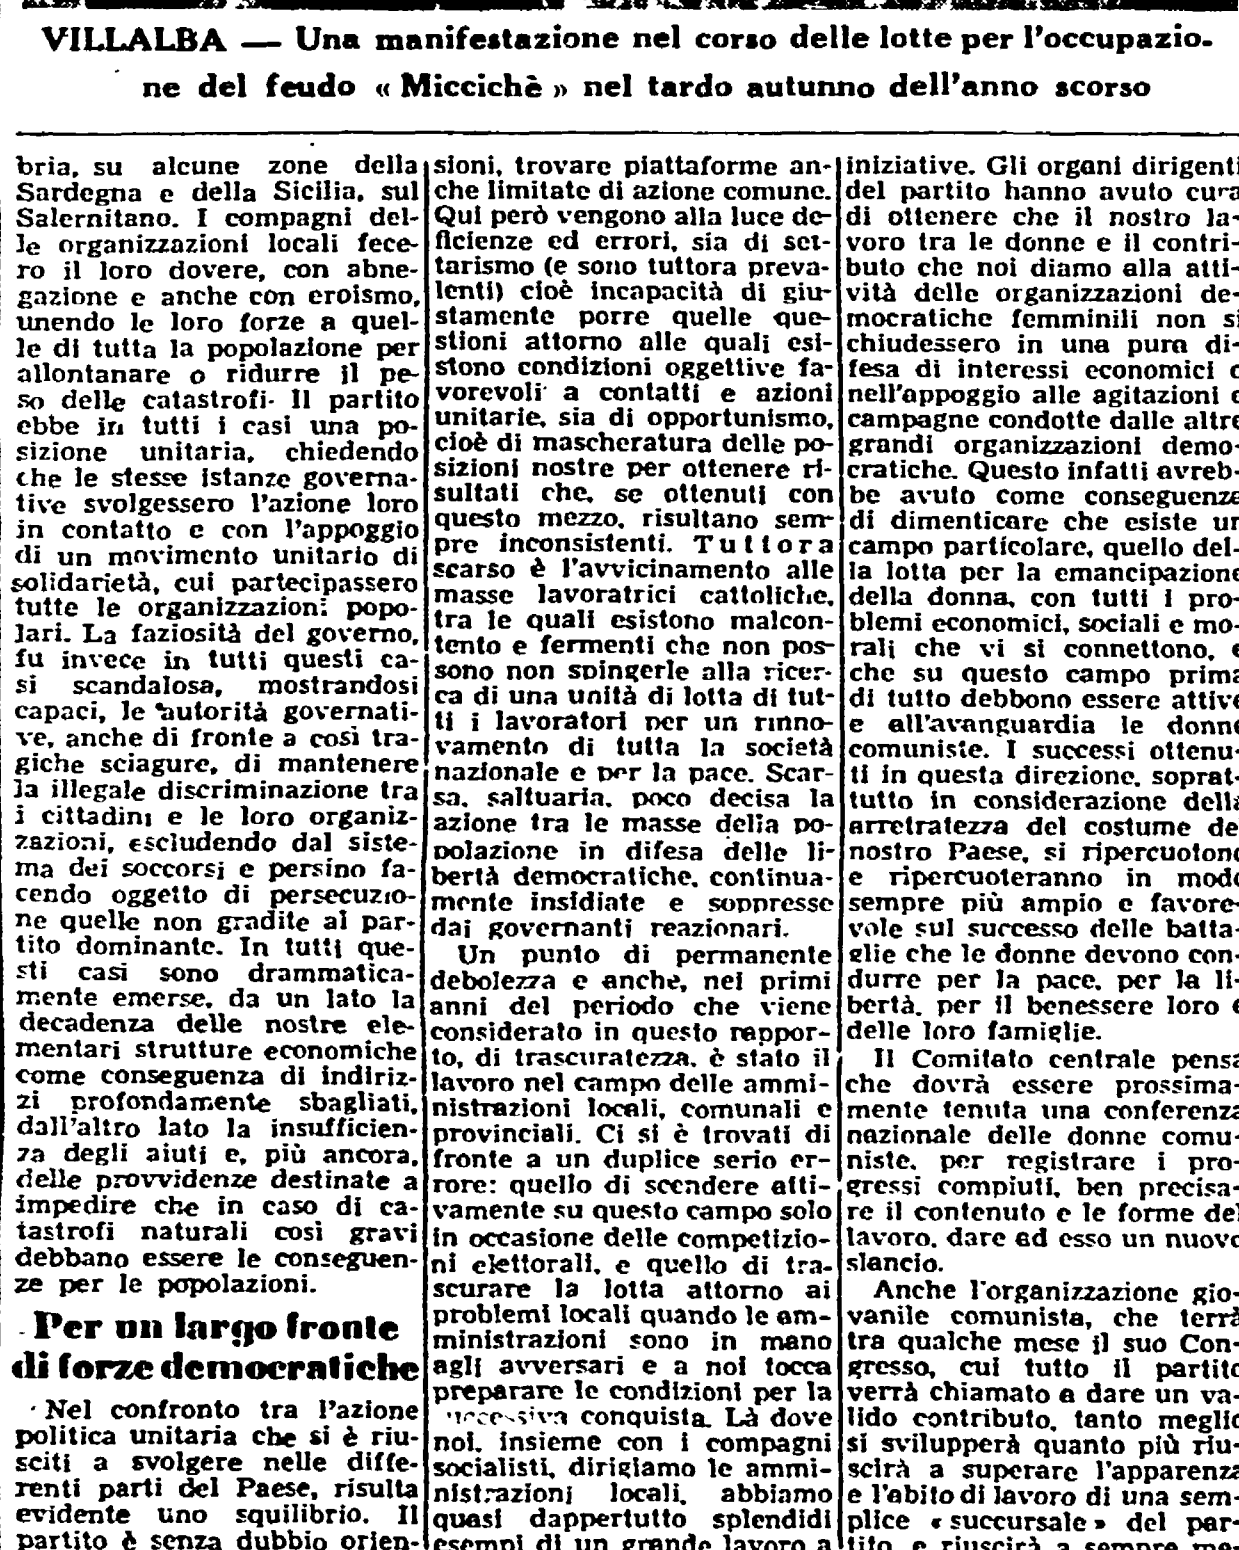 VILLALBA — Una manifestazione nel corso delle lotte per l'occupazio-
ne del feudo « Miccichè » nel tardo autunno dell'anno scorso
bria, su alcune zone della
Sardegna e della Sicilia, sul
Salernitano. I compagni del-
le organizzazioni locali fece-
ro il loro dovere, con abne-
gazione e anche con eroismo,
unendo le loro forze a quel-
le di tutta la popolazione per
allontanare o ridurre il pe-
so delle catastrofi. Il partito
ebbe in tutti i casi una po-
sizione unitaria, chiedendo
che le stesse istanze governa-
tive svolgessero l'azione loro
in contatto e con l'appoggio
di un movimento unitario di
solidarietà, cui partecipassero
tutte le organizzazioni popo-
lari. La faziosità del governo,
fu invece in tutti questi ca-
si scandalosa, mostrandosi
capaci, le autorità governati-
ve, anche di fronte a così tra-
giche sciagure, di mantenere
la illegale discriminazione tra
i cittadini e le loro organiz-
zazioni, escludendo dal siste-
ma dei soccorsi e persino fa-
cendo oggetto di persecuzio-
ne quelle non gradite al par-
tito dominante. In tutti que-
sti casi sono drammatica-
mente emerse, da un lato la
decadenza delle nostre ele-
mentari strutture economiche
come conseguenza di indiriz-
zi profondamente sbagliati,
dall'altro lato la insufficien-
za degli aiuti e, più ancora,
delle provvidenze destinate a
impedire che in caso di ca-
tastrofi naturali così gravi
debbano essere le conseguen-
ze per le popolazioni.
Per un largo fronte
di forze democratiche
Nel confronto tra l'azione
politica unitaria che si è riu-
sciti a svolgere nelle diffe-
renti parti del Paese, risulta
evidente uno squilibrio. Il
partito è senza dubbio orien-
sioni, trovare piattaforme an-
che limitate di azione comune.
Qui però vengono alla luce de-
ficienze ed errori, sia di set-
tarismo (e sono tuttora preva-
lenti) cioè incapacità di giu-
stamente porre quelle que-
stioni attorno alle quali esi-
stono condizioni oggettive fa-
vorevoli a contatti e azioni
unitarie, sia di opportunismo,
cioè di mascheratura delle po-
sizioni nostre per ottenere ri-
sultati che, se ottenuti con
questo mezzo, risultano sem-
pre inconsistenti. Tuttora
scarso è l'avvicinamento alle
masse lavoratrici cattoliche,
tra le quali esistono malcon-
tento e fermenti che non pos-
sono non spingerle alla ricer-
ca di una unità di lotta di tut-
ti i lavoratori per un rinno-
vamento di tutta la società
nazionale e per la pace. Scar-
sa, saltuaria, poco decisa la
azione tra le masse della po-
polazione in difesa delle li-
bertà democratiche, continua-
mente insidiate e soppresse
dai governanti reazionari.
Un punto di permanente
debolezza e anche, nei primi
anni del periodo che viene
considerato in questo rappor-
to, di trascuratezza, è stato il
lavoro nel campo delle ammi-
nistrazioni locali, comunali e
provinciali. Ci si è trovati di
fronte a un duplice serio er-
rore: quello di scendere atti-
vamente su questo campo solo
in occasione delle competizio-
ni elettorali, e quello di tra-
scurare la lotta attorno ai
problemi locali quando le am-
ministrazioni sono in mano
agli avversari e a noi tocca
preparare le condizioni per la
successiva conquista. Là dove
noi, insieme con i compagni
socialisti, dirigiamo le ammi-
nistrazioni locali, abbiamo
quasi dappertutto splendidi
esempi di un grande lavoro a
iniziative. Gli organi dirigenti
del partito hanno avuto cura
di ottenere che il nostro la-
voro tra le donne e il contri-
buto che noi diamo alla atti-
vità delle organizzazioni de-
mocratiche femminili non si
chiudessero in una pura di-
fesa di interessi economici e
nell'appoggio alle agitazioni e
campagne condotte dalle altre
grandi organizzazioni demo-
cratiche. Questo infatti avreb-
be avuto come conseguenze
di dimenticare che esiste un
campo particolare, quello del-
la lotta per la emancipazione
della donna, con tutti i pro-
blemi economici, sociali e mo-
rali che vi si connettono, e
che su questo campo prima
di tutto debbono essere attive
e all'avanguardia le donne
comuniste. I successi ottenu-
ti in questa direzione, soprat-
tutto in considerazione della
arretratezza del costume del
nostro Paese, si ripercuotono
e ripercuoteranno in modo
sempre più ampio e favore-
vole sul successo delle batta-
glie che le donne devono con-
durre per la pace, per la li-
bertà, per il benessere loro e
delle loro famiglie.
Il Comitato centrale pensa
che dovrà essere prossima-
mente tenuta una conferenza
nazionale delle donne comu-
niste, per registrare i pro-
gressi compiuti, ben precisa-
re il contenuto e le forme del
lavoro, dare ad esso un nuovo
slancio.
Anche l'organizzazione gio-
vanile comunista, che terrà
tra qualche mese il suo Con-
gresso, cui tutto il partito
verrà chiamato a dare un va-
lido contributo, tanto meglio
si svilupperà quanto più riu-
scirà a superare l'apparenza
e l'abito di lavoro di una sem-
plice « succursale » del par-
tito, e riuscirà a sempre me-